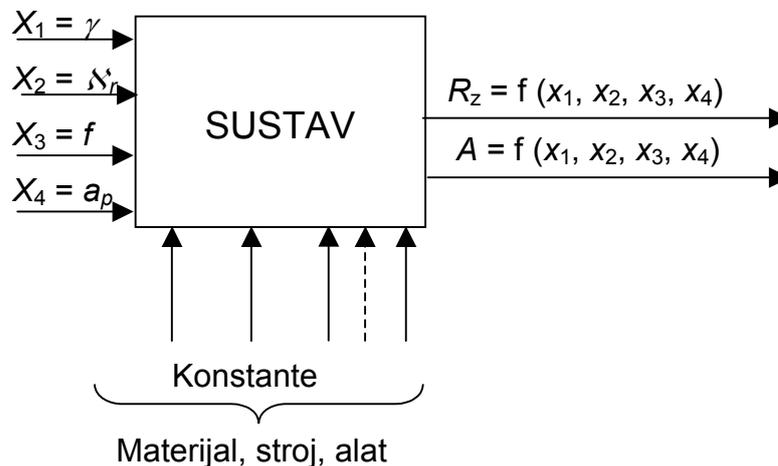 X₁ = γ
X₂ = ℵᵣ
X₃ = f
X₄ = aₚ
SUSTAV
R_z = f (x₁, x₂, x₃, x₄)
A = f (x₁, x₂, x₃, x₄)
Konstante
Materijal, stroj, alat